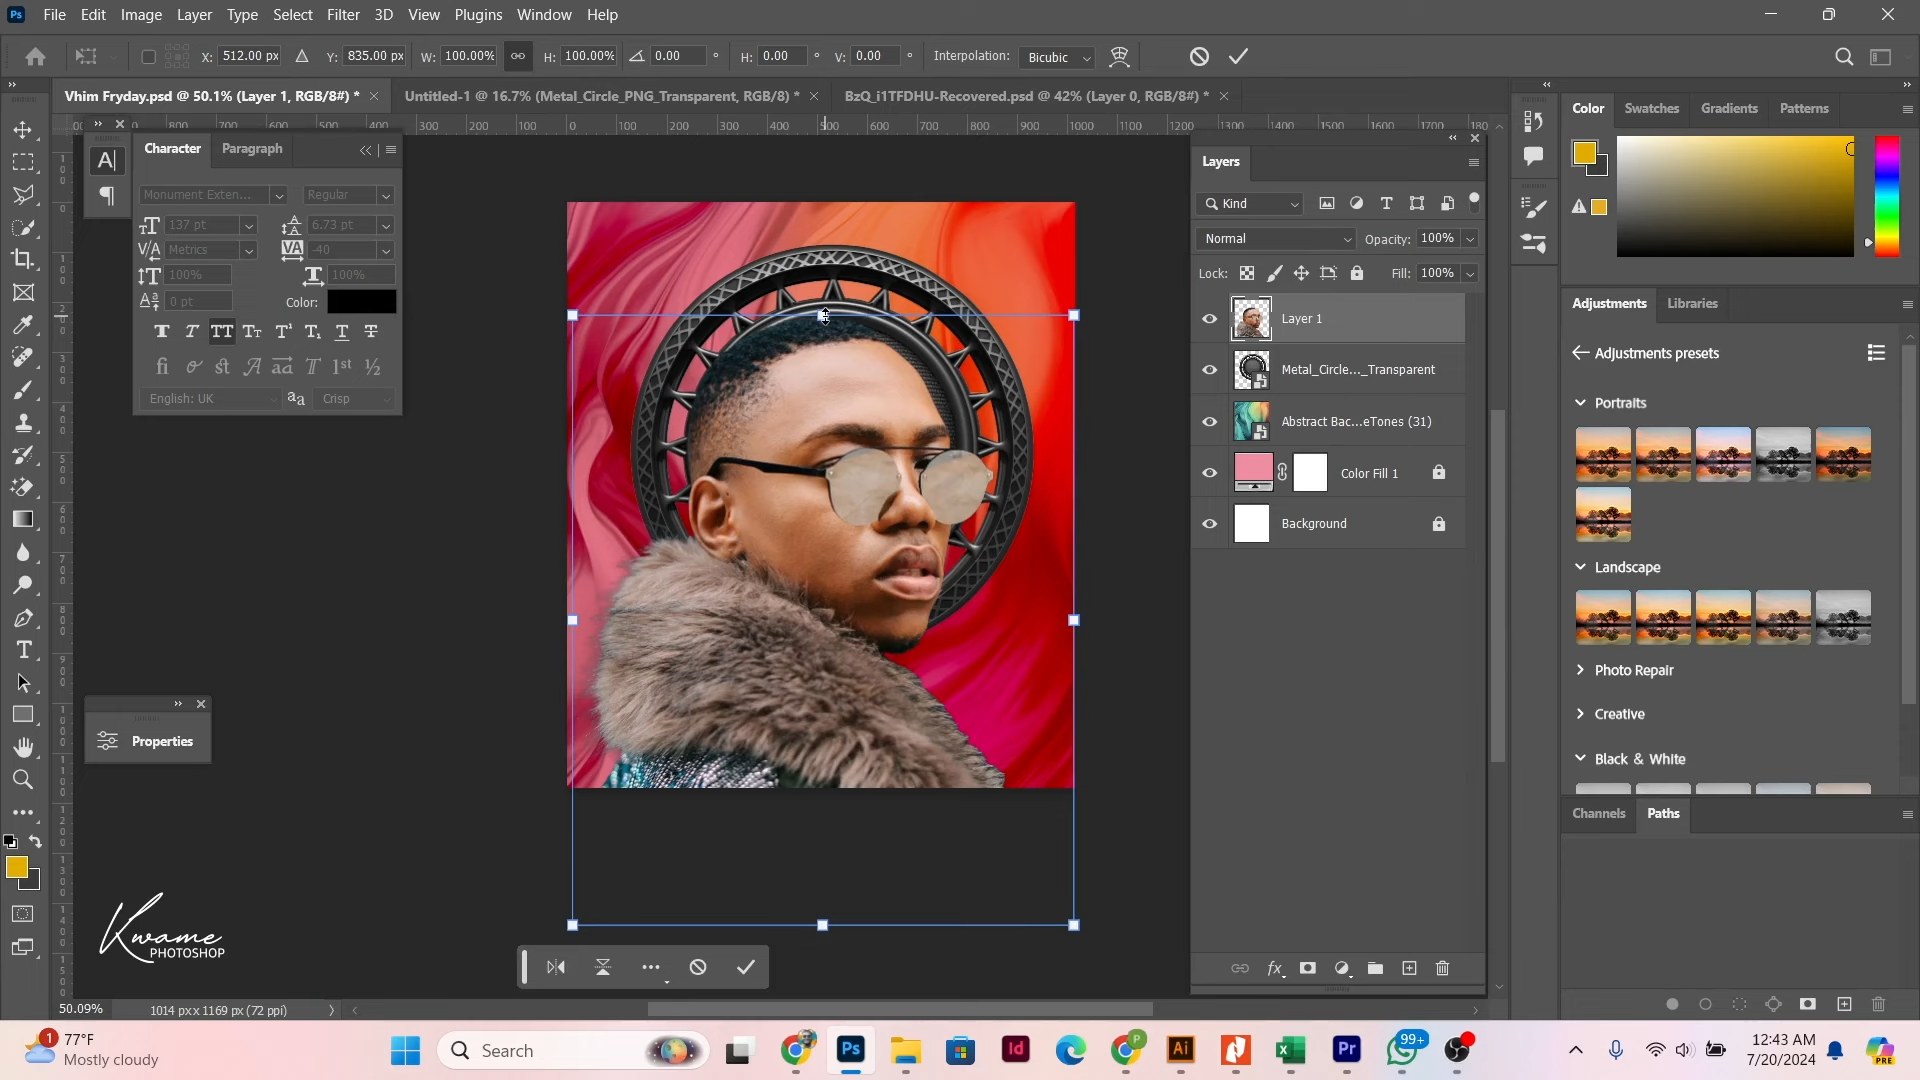 Ps File Edit Image Layer Type Select Filter 3D View Plugins Window Help
X: 512.00 px Y: 835.00 px W: 100.00% H: 100.00% 0.00 ° H: 0.00 ° V: 0.00 ° Interpolation: Bicubic
Vhim Fryday.psd @ 50.1% (Layer 1, RGB/8#) * Untitled-1 @ 16.7% (Metal_Circle_PNG_Transparent, RGB/8) * BzQ_i1TFDHU-Recovered.psd @ 42% (Layer 0, RGB/8#) *
Character Paragraph
Monument Exten... Regular
137 pt 6.73 pt
Metrics -40
100% 100%
0 pt Color:
English: UK Crisp
Properties
Layers
Kind
Normal Opacity: 100%
Lock: Fill: 100%
Layer 1
Metal_Circle..._Transparent
Abstract Bac...eTones (31)
Color Fill 1
Background
Color Swatches Gradients Patterns
Adjustments Libraries
Adjustments presets
Portraits
Landscape
Photo Repair
Creative
Black & White
Channels Paths
Kwame
PHOTOSHOP
50.09% 1014 px x 1169 px (72 ppi)
1 77°F
Mostly cloudy
Search
Ps Id P Ai Pr 99+
12:43 AM
7/20/2024
PRE